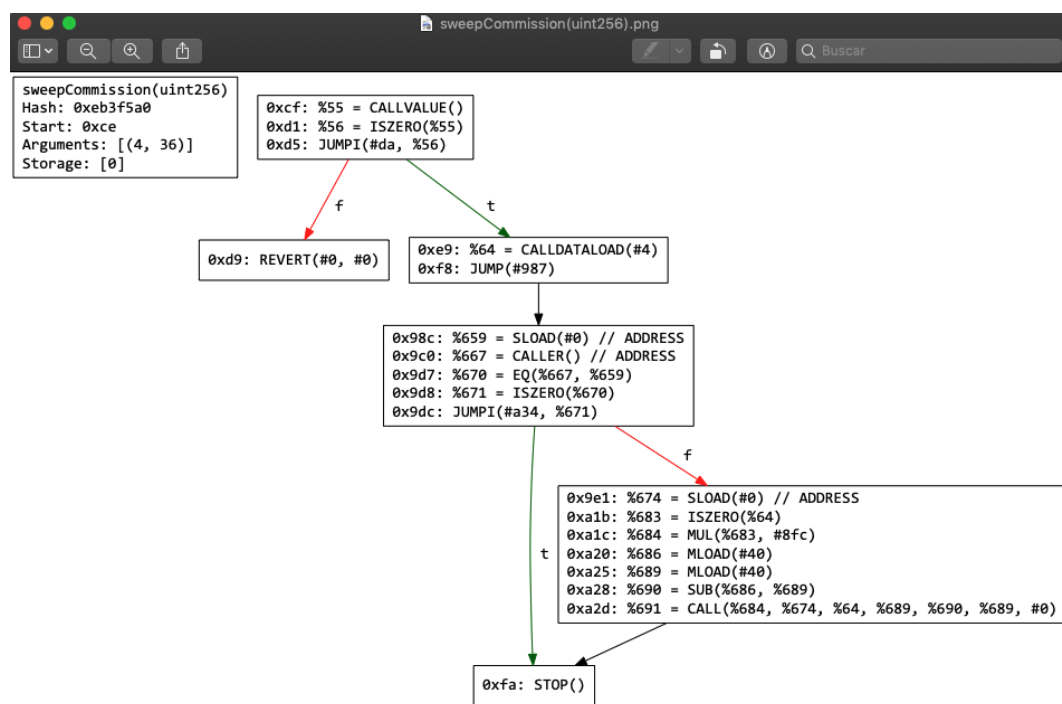 sweepCommission(uint256).png
Buscar
sweepCommission(uint256)
Hash: 0xeb3f5a0
Start: 0xce
Arguments: [(4, 36)]
Storage: [0]
0xcf: %55 = CALLVALUE()
0xd1: %56 = ISZERO(%55)
0xd5: JUMPI(#da, %56)
f
t
0xd9: REVERT(#0, #0)
0xe9: %64 = CALLDATALOAD(#4)
0xf8: JUMP(#987)
0x98c: %659 = SLOAD(#0) // ADDRESS
0x9c0: %667 = CALLER() // ADDRESS
0x9d7: %670 = EQ(%667, %659)
0x9d8: %671 = ISZERO(%670)
0x9dc: JUMPI(#a34, %671)
f
t
0x9e1: %674 = SLOAD(#0) // ADDRESS
0xa1b: %683 = ISZERO(%64)
0xa1c: %684 = MUL(%683, #8fc)
0xa20: %686 = MLOAD(#40)
0xa25: %689 = MLOAD(#40)
0xa28: %690 = SUB(%686, %689)
0xa2d: %691 = CALL(%684, %674, %64, %689, %690, %689, #0)
0xfa: STOP()